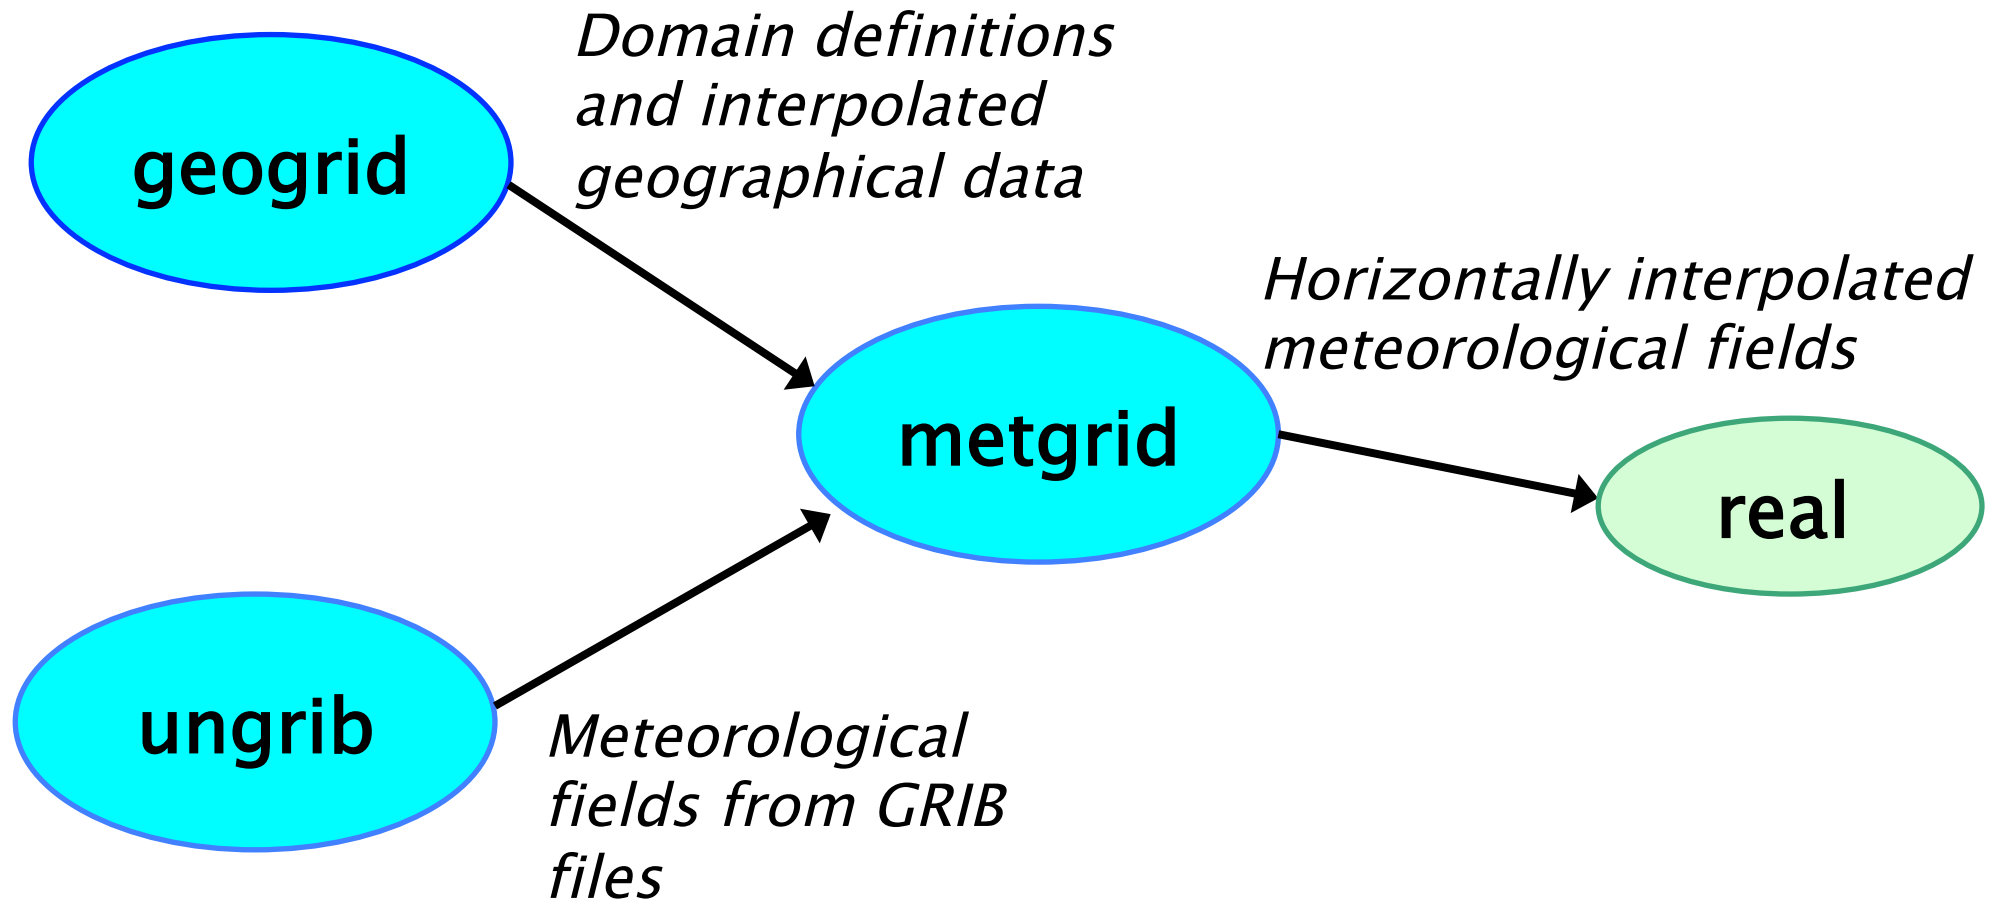 geogrid
Domain definitions
and interpolated
geographical data
Horizontally interpolated
meteorological fields
metgrid
real
ungrib
Meteorological
fields from GRIB
files